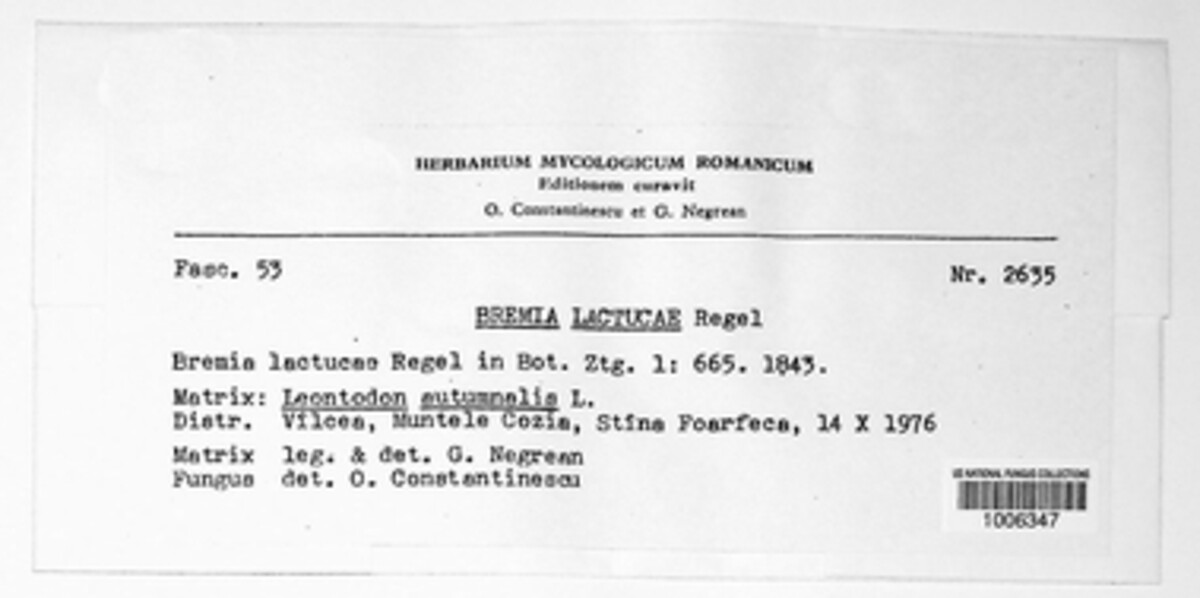 HERBARIUM MYCOLOGICUM ROMANICUM
Editionem curavit
O. Constantinescu et G. Negrean
Fasc. 53 Nr. 2635
BREMIA LACTUCAE Regel
Bremia lactucae Regel in Bot. Ztg. 1: 665. 1843.
Matrix: Leontodon autumnalis L.
Distr. Vîlcea, Muntele Cozia, Stîna Foarfeca, 14 X 1976
Matrix leg. & det. G. Negrean
Fungus det. O. Constantinescu
US NATIONAL FUNGUS COLLECTIONS
1006347